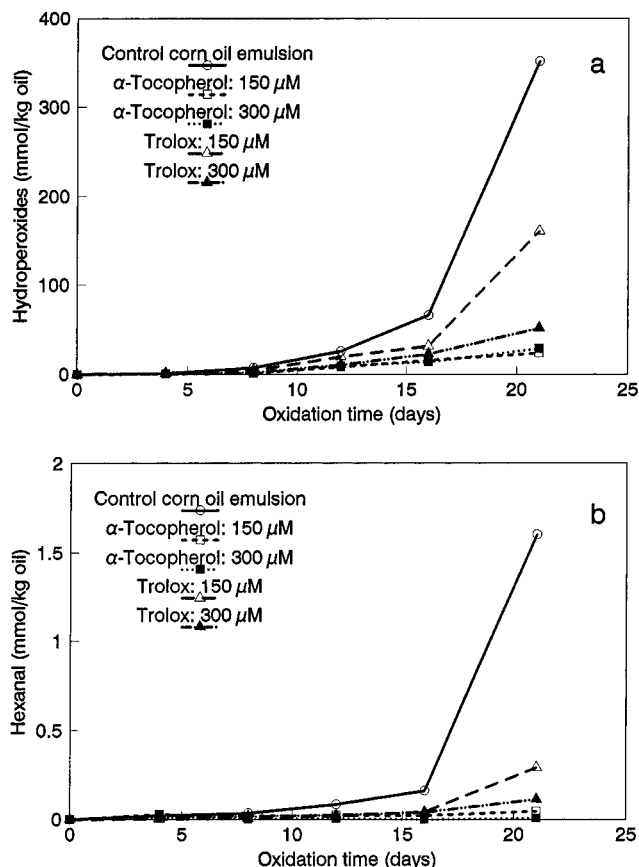 400
300
200
100
0
Hydroperoxides (mmol/kg oil)
Control corn oil emulsion
α-Tocopherol: 150 μM
α-Tocopherol: 300 μM
Trolox: 150 μM
Trolox: 300 μM
a
0 5 10 15 20 25
Oxidation time (days)
2
1.5
1
0.5
0
Hexanal (mmol/kg oil)
Control corn oil emulsion
α-Tocopherol: 150 μM
α-Tocopherol: 300 μM
Trolox: 150 μM
Trolox: 300 μM
b
0 5 10 15 20 25
Oxidation time (days)